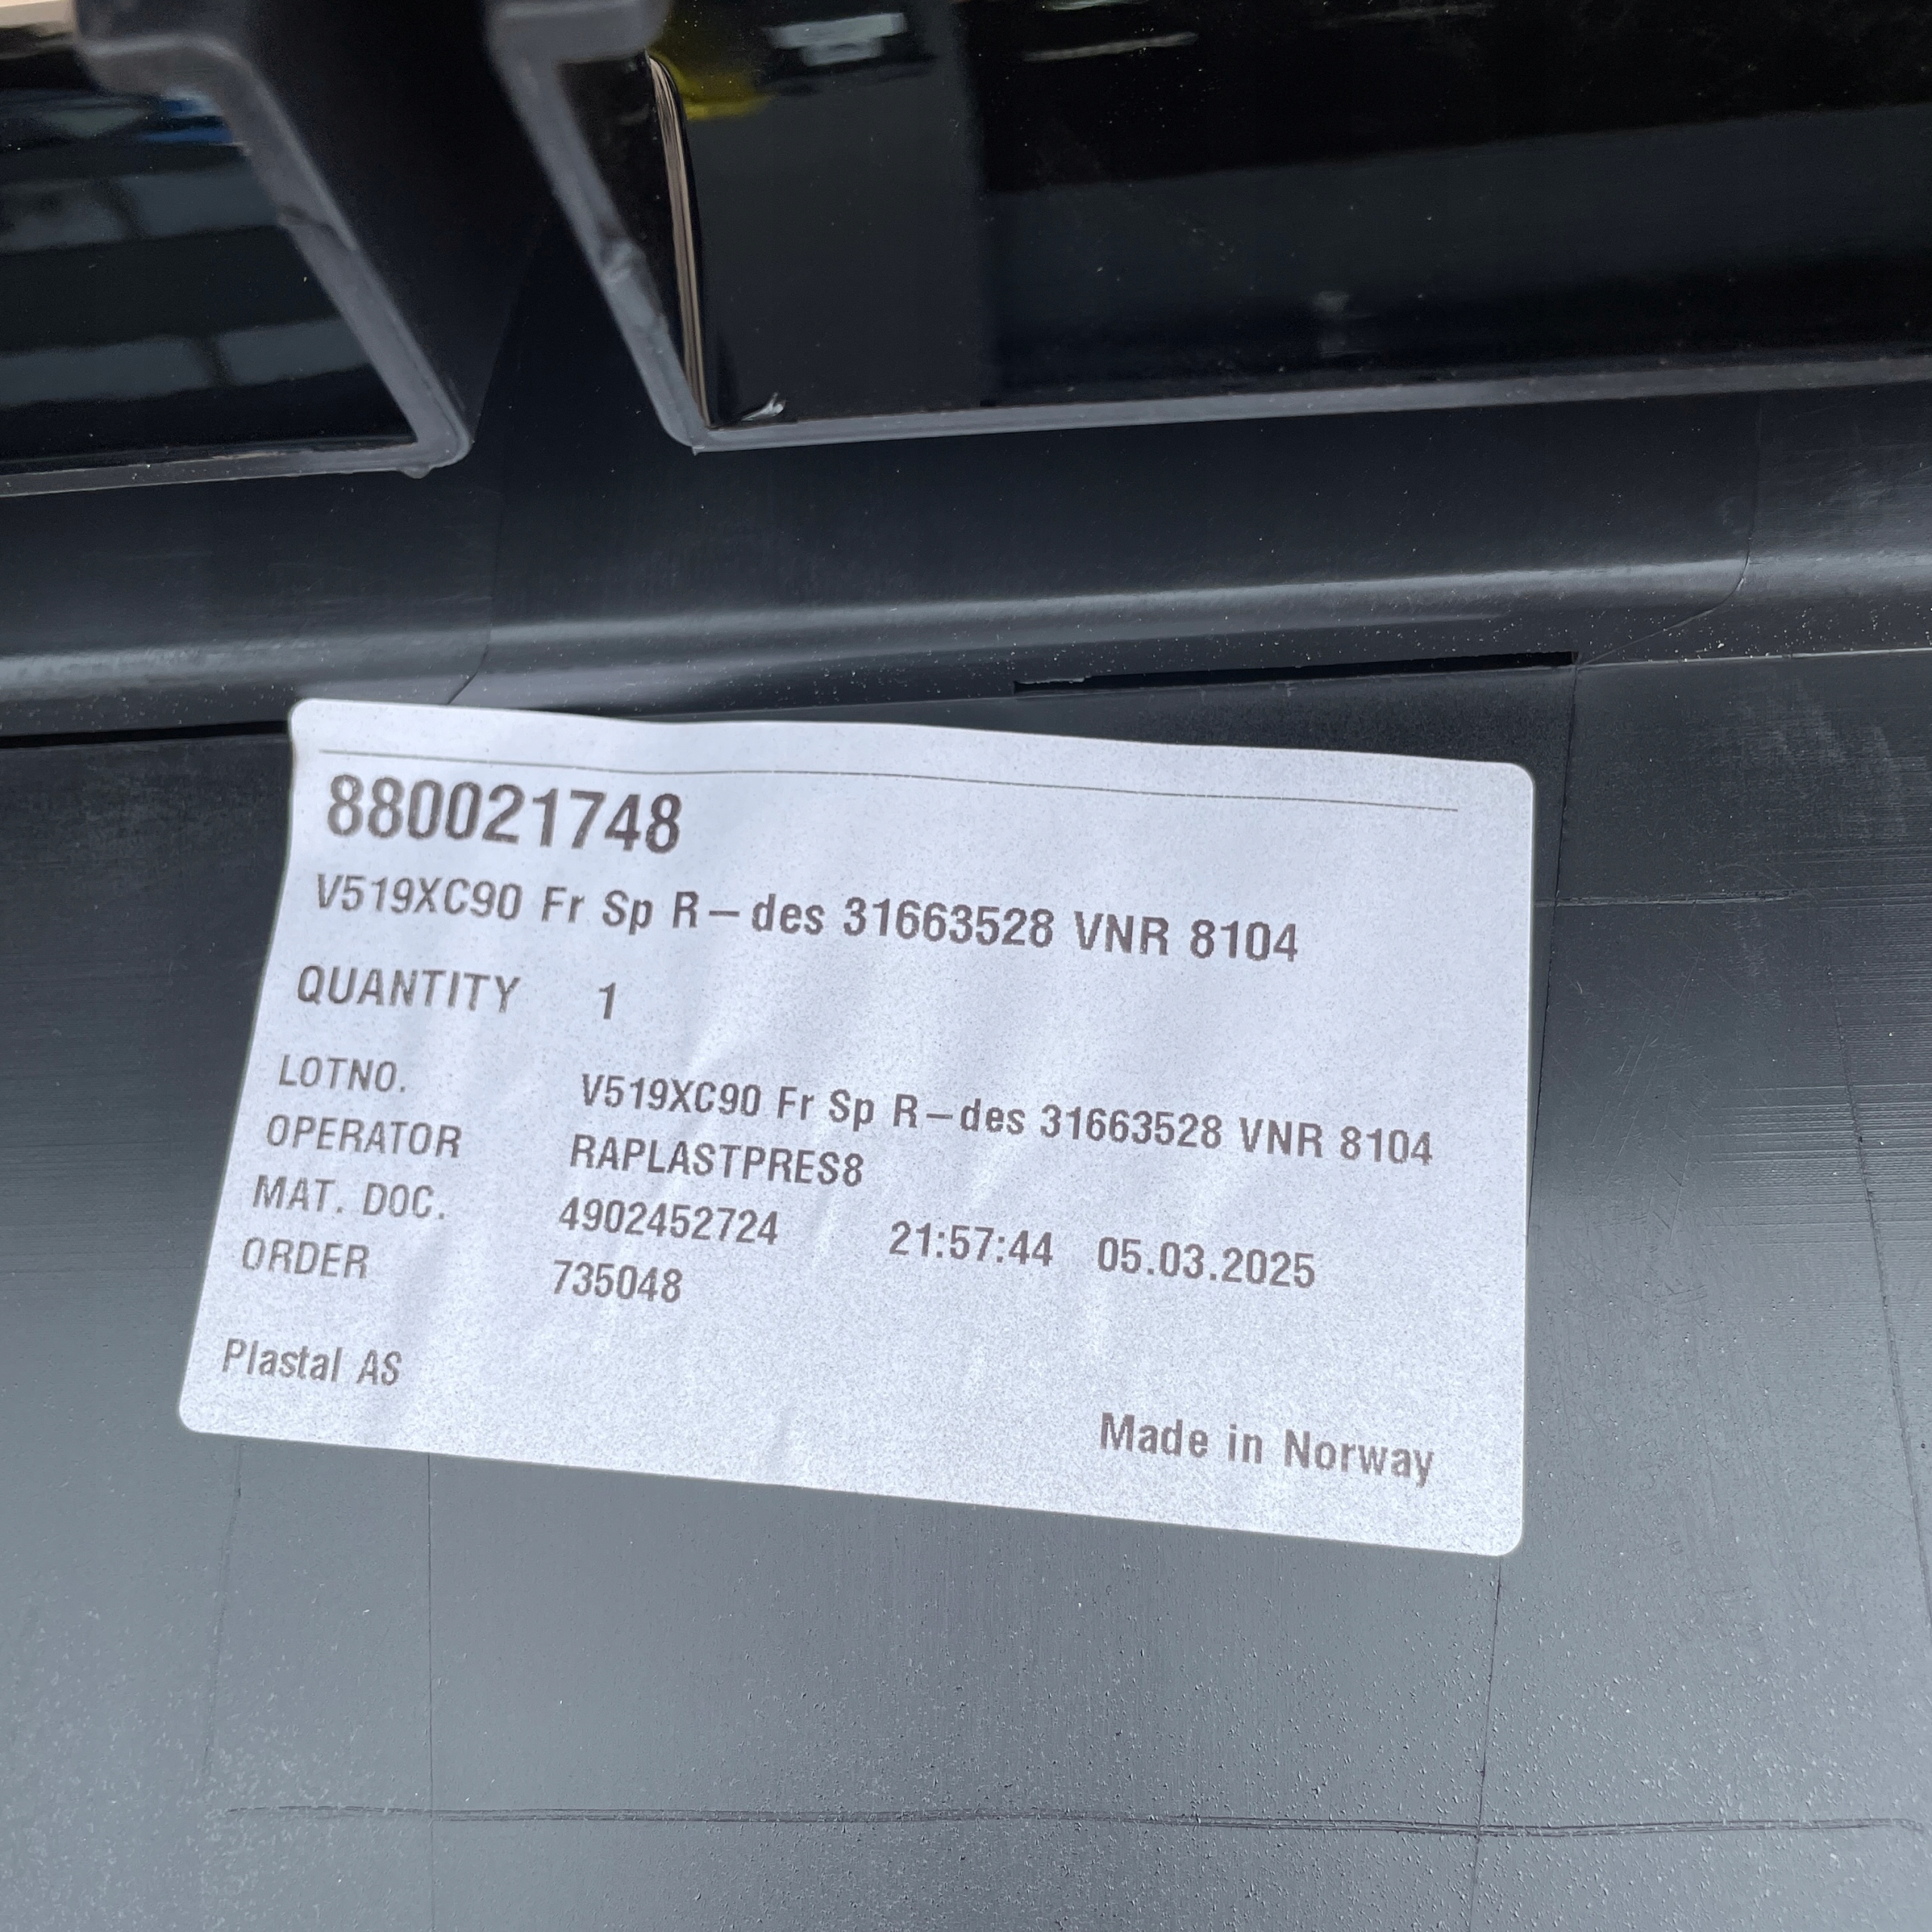 880021748
V519XC90 Fr Sp R-des 31663528 VNR 8104
QUANTITY 1
LOTNO. V519XC90 Fr Sp R-des 31663528 VNR 8104
OPERATOR RAPLASTPRES8
MAT. DOC. 4902452724 21:57:44 05.03.2025
ORDER 735048
Plastal AS
Made in Norway